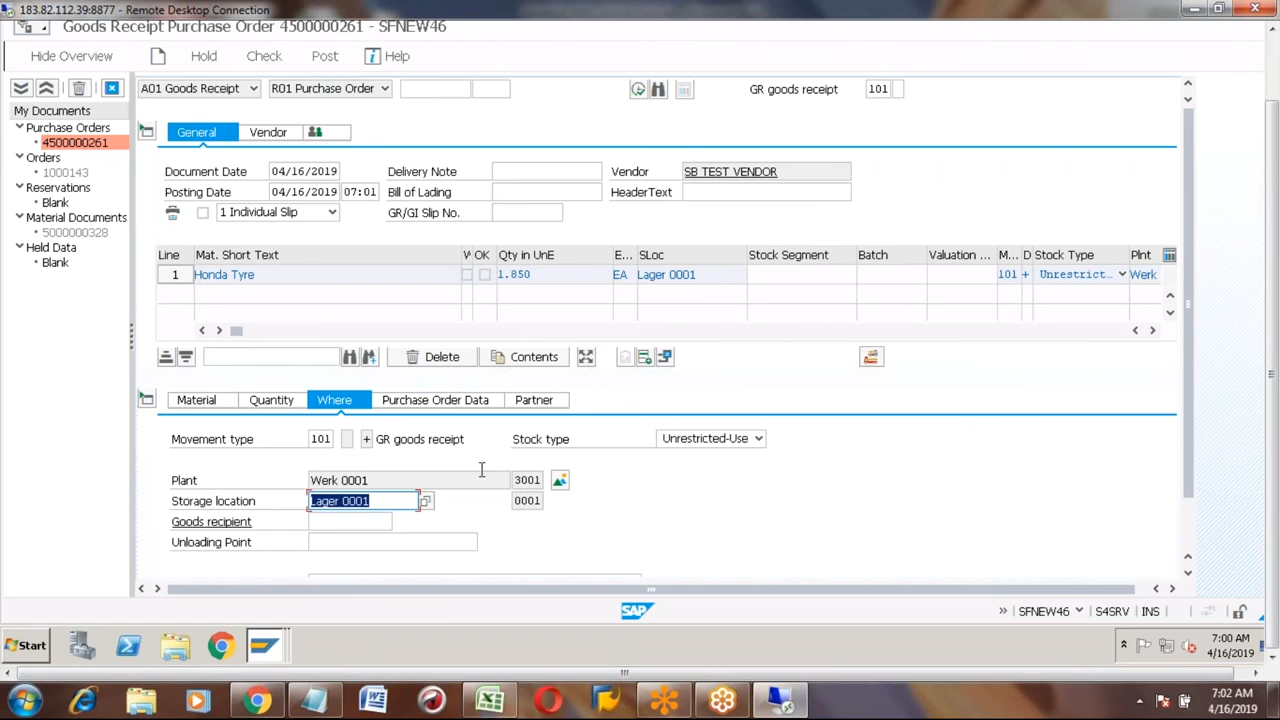 183.82.112.39:8877 - Remote Desktop Connection
Goods Receipt Purchase Order 4500000261 - SFNEW46
Hide Overview Hold Check Post Help
A01 Goods Receipt R01 Purchase Order GR goods receipt 101
My Documents
Purchase Orders
4500000261
Orders
1000143
Reservations
Blank
Material Documents
5000000328
Held Data
Blank
General Vendor
Document Date 04/16/2019 Delivery Note Vendor SB TEST VENDOR
Posting Date 04/16/2019 07:01 Bill of Lading HeaderText
1 Individual Slip GR/GI Slip No.
Line Mat. Short Text W OK Qty in UnE E... SLoc Stock Segment Batch Valuation ... M... D Stock Type Plnt
1 Honda Tyre 1.850 EA Lager 0001 101 + Unrestrict... Werk
Delete Contents
Material Quantity Where Purchase Order Data Partner
Movement type 101 + GR goods receipt Stock type Unrestricted-Use
Plant Werk 0001 3001
Storage location Lager 0001 0001
Goods recipient
Unloading Point
SAP SFNEW46 S4SRV INS
Start 7:00 AM
4/16/2019
7:02 AM
4/16/2019